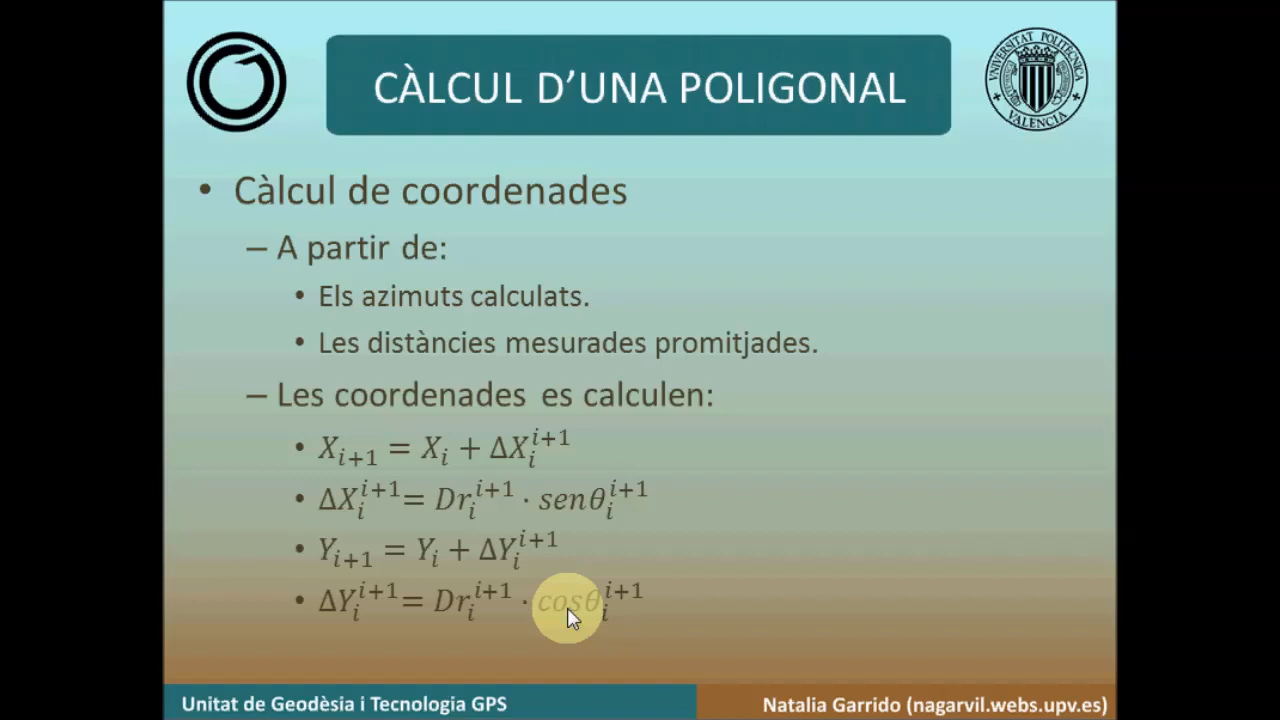 CÀLCUL D’UNA POLIGONAL
UNIVERSITAT POLITÈCNICA
VALÈNCIA
• Càlcul de coordenades
– A partir de:
• Els azimuts calculats.
• Les distàncies mesurades promitjades.
– Les coordenades es calculen:
• X_{i+1} = X_i + ΔX_i^{i+1}
• ΔX_i^{i+1} = Dr_i^{i+1} · senθ_i^{i+1}
• Y_{i+1} = Y_i + ΔY_i^{i+1}
• ΔY_i^{i+1} = Dr_i^{i+1} · cosθ_i^{i+1}
Unitat de Geodèsia i Tecnologia GPS
Natalia Garrido (nagarvil.webs.upv.es)